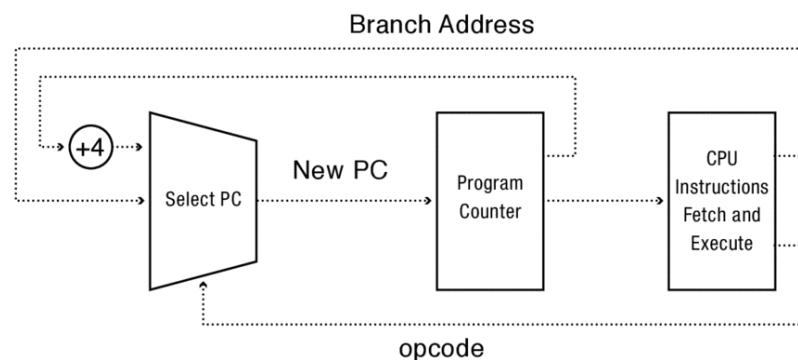 Branch Address
+4
Select PC
New PC
Program
Counter
CPU
Instructions
Fetch and
Execute
opcode